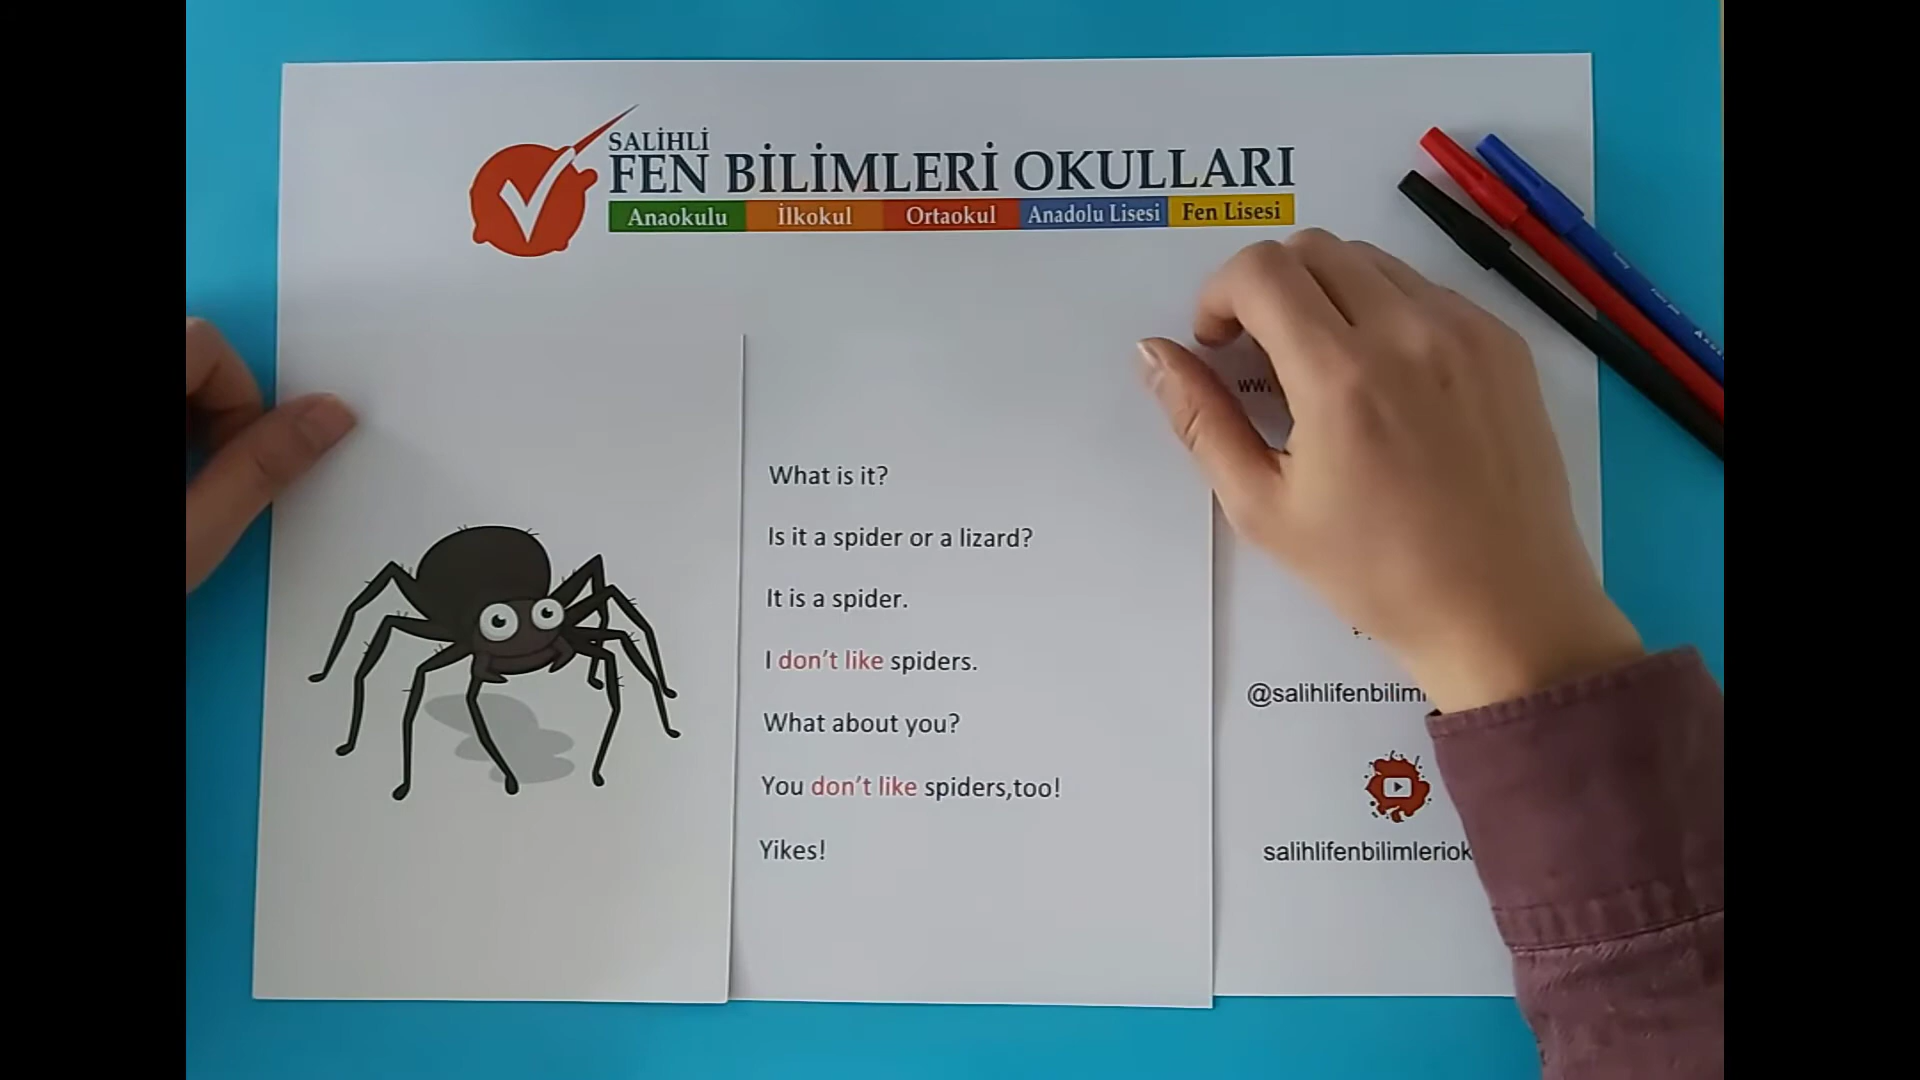 SALİHLİ
FEN BİLİMLERİ OKULLARI
Anaokulu İlkokul Ortaokul Anadolu Lisesi Fen Lisesi
What is it?
Is it a spider or a lizard?
It is a spider.
I don't like spiders.
What about you?
You don't like spiders,too!
Yikes!